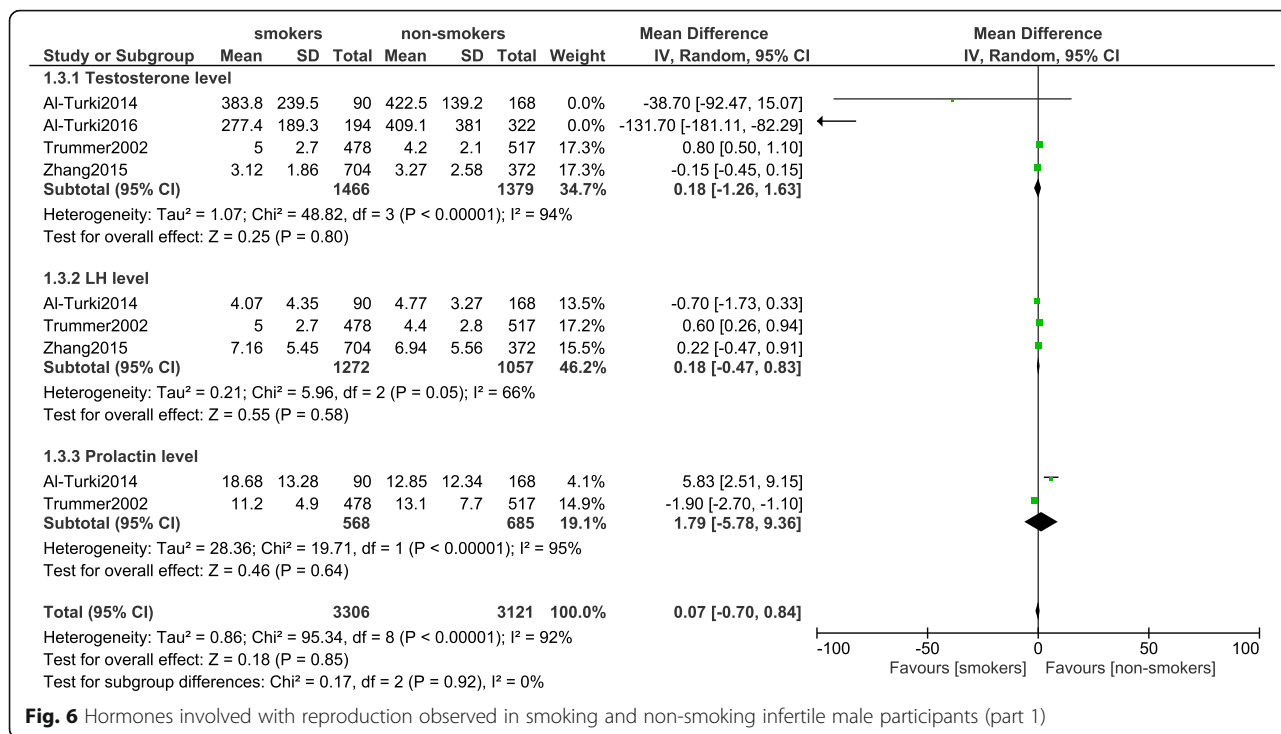 smokers non-smokers Mean Difference Mean Difference
Study or Subgroup Mean SD Total Mean SD Total Weight IV, Random, 95% CI IV, Random, 95% CI
1.3.1 Testosterone level
Al-Turki2014 383.8 239.5 90 422.5 139.2 168 0.0% -38.70 [-92.47, 15.07]
Al-Turki2016 277.4 189.3 194 409.1 381 322 0.0% -131.70 [-181.11, -82.29]
Trummer2002 5 2.7 478 4.2 2.1 517 17.3% 0.80 [0.50, 1.10]
Zhang2015 3.12 1.86 704 3.27 2.58 372 17.3% -0.15 [-0.45, 0.15]
Subtotal (95% CI) 1466 1379 34.7% 0.18 [-1.26, 1.63]
Heterogeneity: Tau² = 1.07; Chi² = 48.82, df = 3 (P < 0.00001); I² = 94%
Test for overall effect: Z = 0.25 (P = 0.80)
1.3.2 LH level
Al-Turki2014 4.07 4.35 90 4.77 3.27 168 13.5% -0.70 [-1.73, 0.33]
Trummer2002 5 2.7 478 4.4 2.8 517 17.2% 0.60 [0.26, 0.94]
Zhang2015 7.16 5.45 704 6.94 5.56 372 15.5% 0.22 [-0.47, 0.91]
Subtotal (95% CI) 1272 1057 46.2% 0.18 [-0.47, 0.83]
Heterogeneity: Tau² = 0.21; Chi² = 5.96, df = 2 (P = 0.05); I² = 66%
Test for overall effect: Z = 0.55 (P = 0.58)
1.3.3 Prolactin level
Al-Turki2014 18.68 13.28 90 12.85 12.34 168 4.1% 5.83 [2.51, 9.15]
Trummer2002 11.2 4.9 478 13.1 7.7 517 14.9% -1.90 [-2.70, -1.10]
Subtotal (95% CI) 568 685 19.1% 1.79 [-5.78, 9.36]
Heterogeneity: Tau² = 28.36; Chi² = 19.71, df = 1 (P < 0.00001); I² = 95%
Test for overall effect: Z = 0.46 (P = 0.64)
Total (95% CI) 3306 3121 100.0% 0.07 [-0.70, 0.84]
Heterogeneity: Tau² = 0.86; Chi² = 95.34, df = 8 (P < 0.00001); I² = 92%
Test for overall effect: Z = 0.18 (P = 0.85)
Test for subgroup differences: Chi² = 0.17, df = 2 (P = 0.92), I² = 0%
-100 -50 0 50 100
Favours [smokers] Favours [non-smokers]
Fig. 6 Hormones involved with reproduction observed in smoking and non-smoking infertile male participants (part 1)